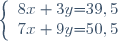 8x + 3y=39,5
7x + 9y=50,5